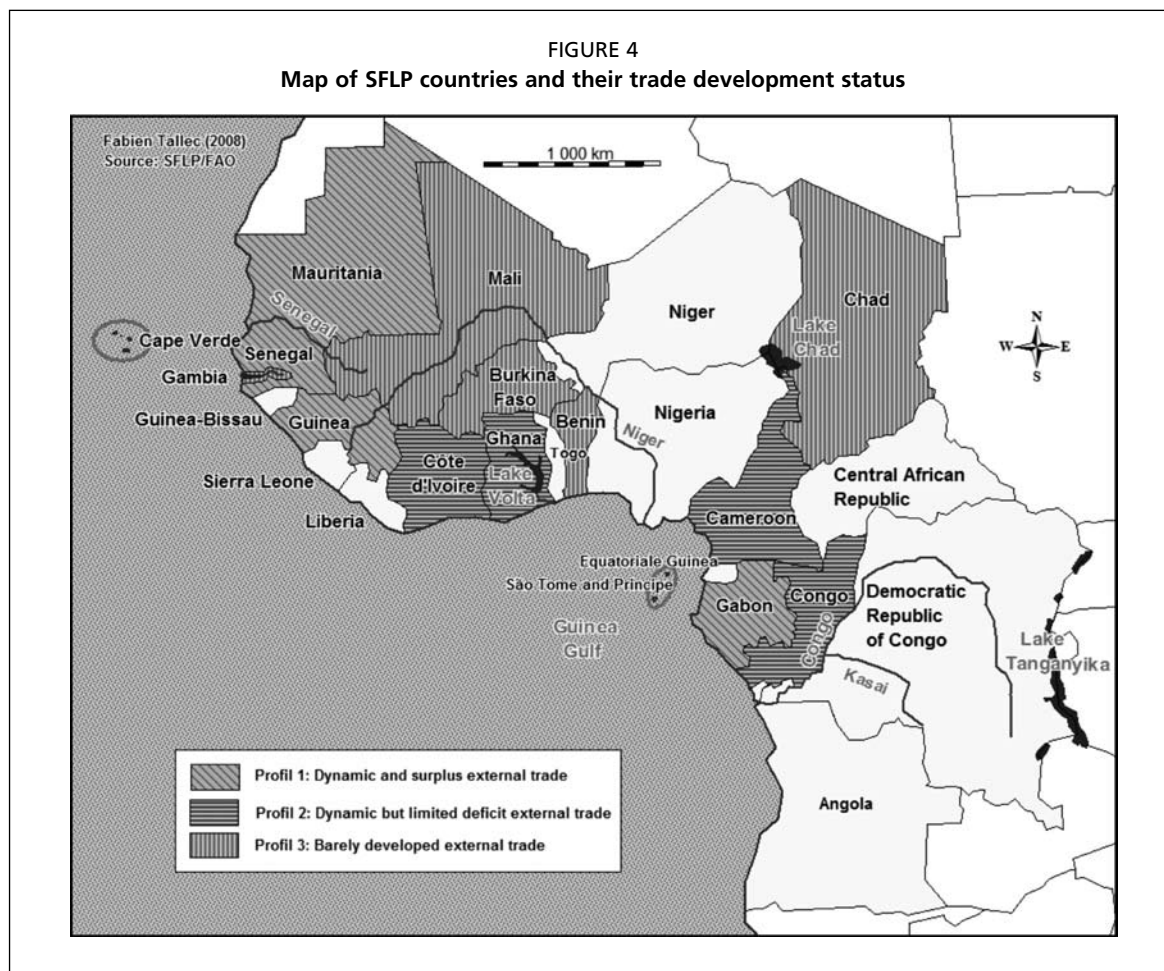 FIGURE 4
Map of SFLP countries and their trade development status
Fabien Tallec (2008)
Source: SFLP/FAO
1 000 km
Mauritania
Mali
Niger
Chad
Senegal
Lake
Chad
N
W
E
S
Cape Verde
Senegal
Gambia
Burkina
Faso
Nigeria
Guinea-Bissau
Guinea
Benin
Niger
Ghana
Togo
Côte
d'Ivoire
Lake
Volta
Sierra Leone
Central African
Republic
Liberia
Cameroon
Equatoriale Guinea
São Tome and Principe
Gabon
Congo
Congo
Democratic
Republic
of Congo
Guinea
Gulf
Lake
Tanganyika
Kasai
Angola
Profil 1: Dynamic and surplus external trade
Profil 2: Dynamic but limited deficit external trade
Profil 3: Barely developed external trade